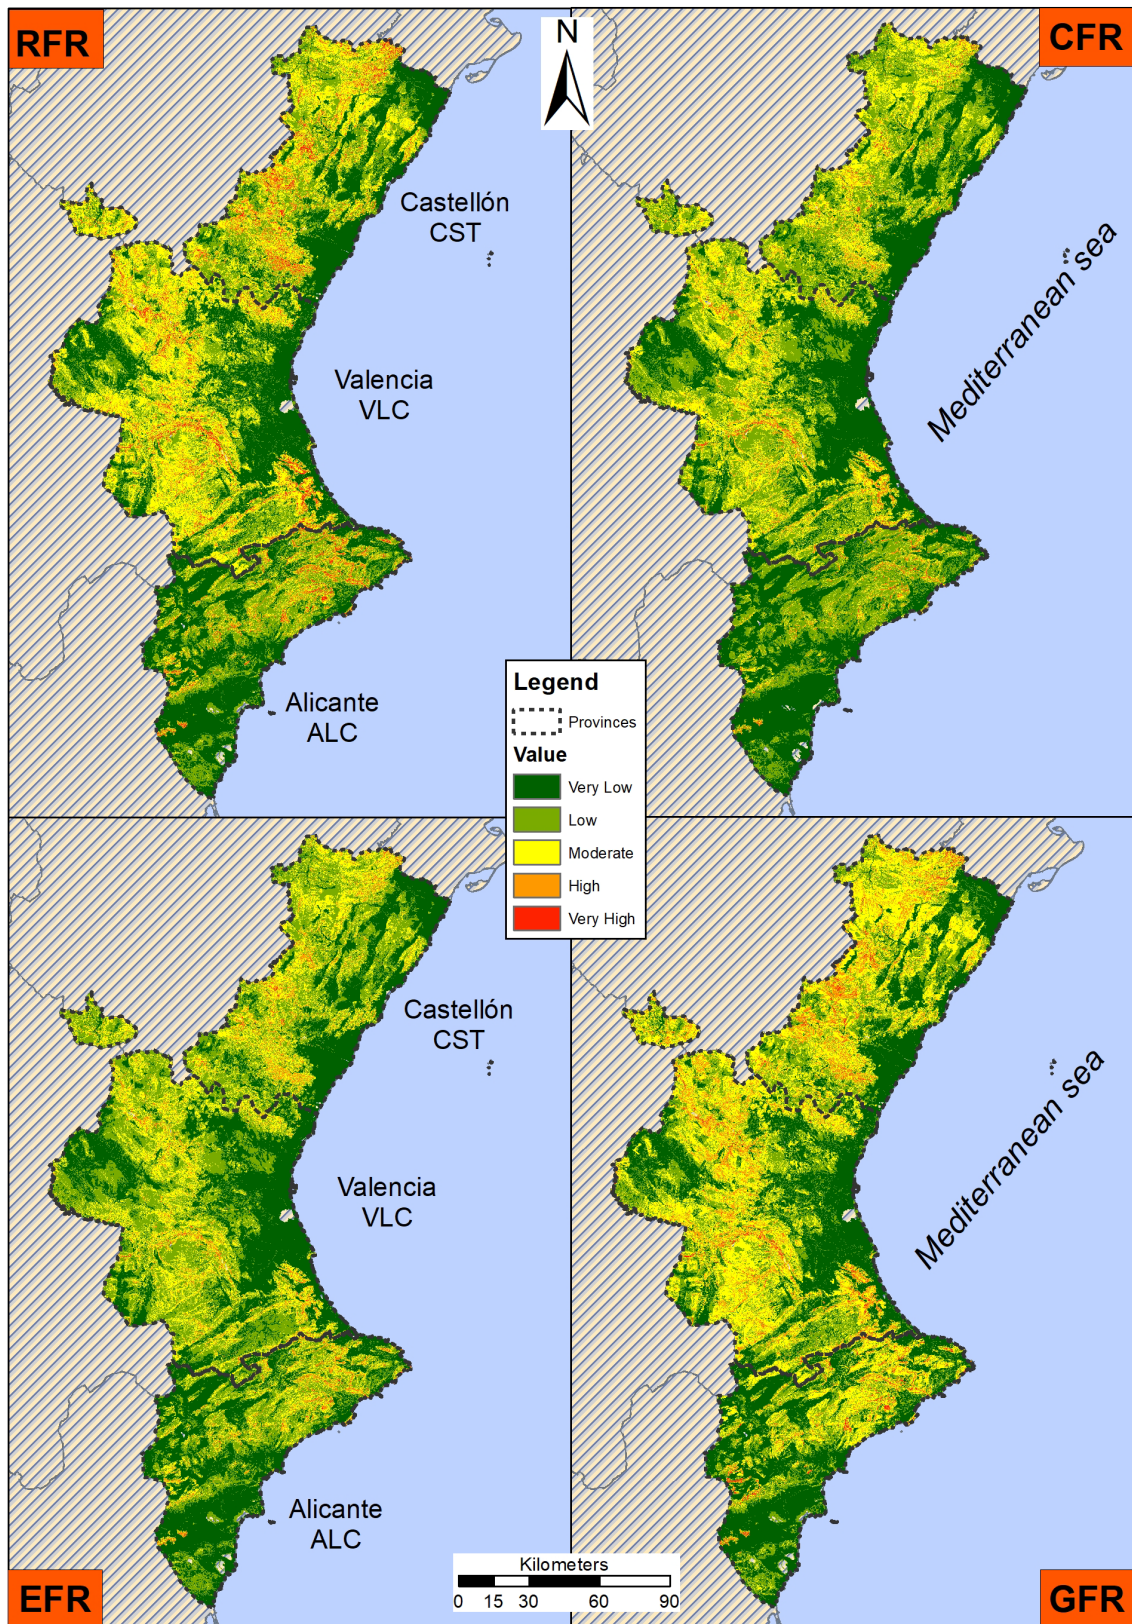 RFR
N
CFR
Castellón
CST
Mediterranean sea
Valencia
VLC
Alicante
ALC
Legend
Provinces
Value
Very Low
Low
Moderate
High
Very High
Castellón
CST
Mediterranean sea
Valencia
VLC
Alicante
ALC
Kilometers
0 15 30 60 90
EFR
GFR